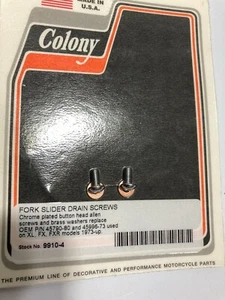 MADE IN
U.S.A.
Colony
FORK SLIDER DRAIN SCREWS
Chrome plated button head allen
screws and brass washers replace
OEM P/N 45790-80 and 45995-73 used
on XL, FX, FXR models 1973-up.
Stock No. 9910-4
THE PREMIUM LINE OF DECORATIVE AND PERFORMANCE MOTORCYCLE PARTS